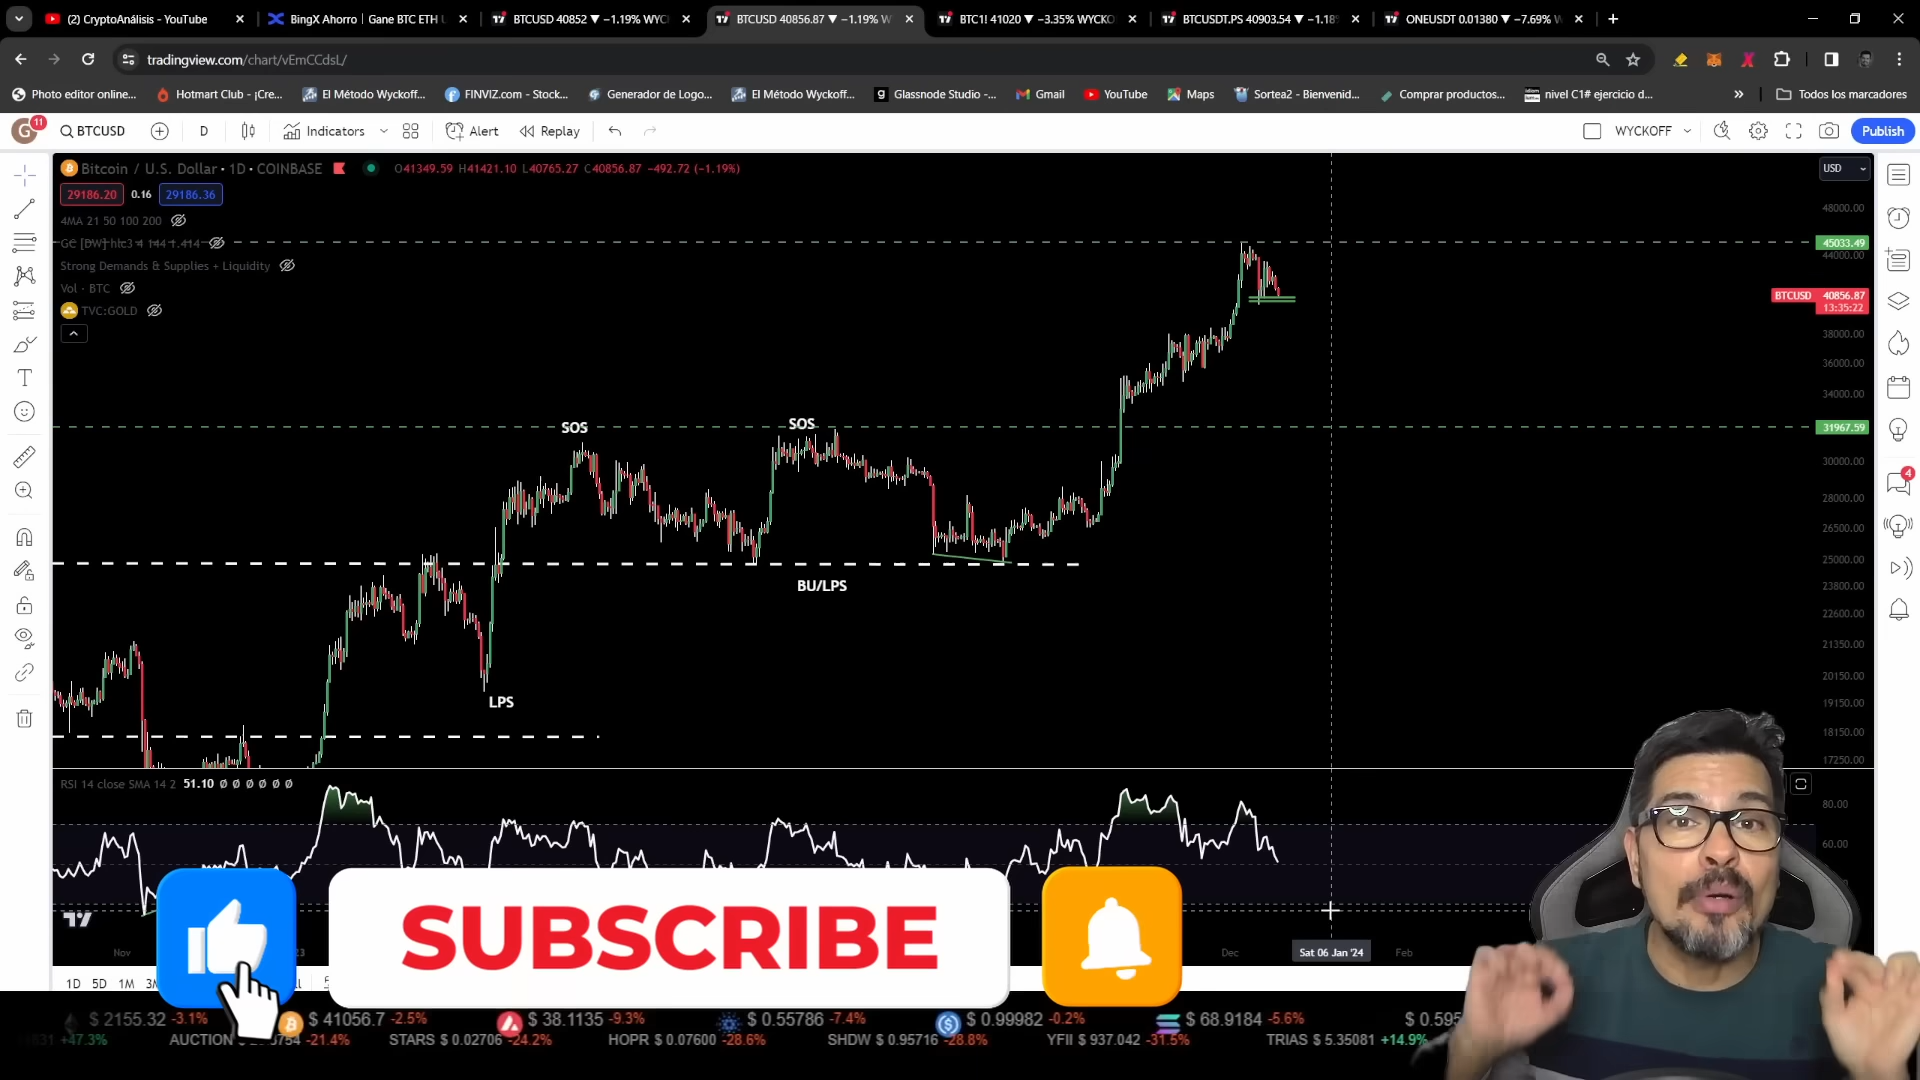 (2) CryptoAnálisis - YouTube
BingX Ahorro | Gane BTC ETH U
BTCUSD 40852 ▼ −1.19% WYC
BTCUSD 40856.87 ▼ −1.19% W
BTC1! 41020 ▼ −3.35% WYCKO
BTCUSDT.PS 40903.54 ▼ −1.18
ONEUSDT 0.01380 ▼ −7.69% W
tradingview.com/chart/vEmCCdsL/
Photo editor online...
Hotmart Club - ¡Cre...
El Método Wyckoff...
FINVIZ.com - Stock...
Generador de Logo...
El Método Wyckoff...
Glassnode Studio -...
Gmail
YouTube
Maps
Sortea2 - Bienvenid...
Comprar productos...
nivel C1# ejercicio d...
Todos los marcadores
G 11
BTCUSD
D
Indicators
Alert
Replay
WYCKOFF
Publish
Bitcoin / U.S. Dollar · 1D · COINBASE
O41349.59 H41421.10 L40765.27 C40856.87 −492.72 (−1.19%)
USD
29186.20 0.16 29186.36
4MA 21 50 100 200
GC [DW] hlc3 4 144 1.414
Strong Demands & Supplies + Liquidity
Vol · BTC
TVC:GOLD
48000.00
45033.49
44000.00
BTCUSD 40856.87
13:35:22
38000.00
36000.00
34000.00
31967.59
30000.00
28000.00
26500.00
25000.00
23800.00
22600.00
21350.00
20150.00
19150.00
18150.00
17250.00
4
SOS
SOS
BU/LPS
LPS
RSI 14 close SMA 14 2 51.10 Ø Ø Ø Ø Ø Ø
80.00
60.00
SUBSCRIBE
Nov
Dec
Sat 06 Jan '24
Feb
1D 5D 1M
$ 2155.32 -3.1%
$ 41056.7 -2.5%
$ 38.1135 -9.3%
$ 0.55786 -7.4%
$ 0.99982 -0.2%
$ 68.9184 -5.6%
+47.3%
AUCTION
-21.4%
STARS $ 0.02706 -24.2%
HOPR $ 0.07600 -28.6%
SHDW $ 0.95716 -28.8%
YFII $ 937.042 -31.5%
TRIAS $ 5.35081 +14.9%